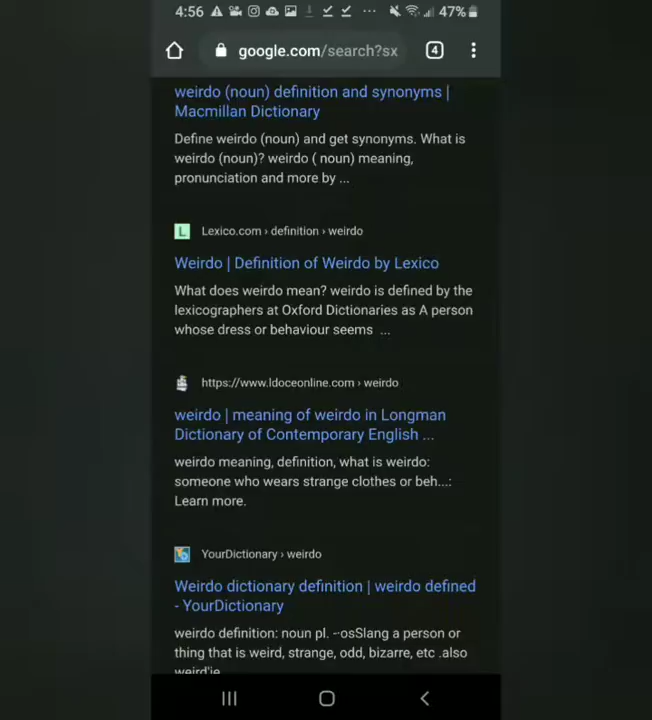 4:56 47%
google.com/search?sx 4
weirdo (noun) definition and synonyms |
Macmillan Dictionary
Define weirdo (noun) and get synonyms. What is
weirdo (noun)? weirdo ( noun) meaning,
pronunciation and more by ...
L Lexico.com › definition › weirdo
Weirdo | Definition of Weirdo by Lexico
What does weirdo mean? weirdo is defined by the
lexicographers at Oxford Dictionaries as A person
whose dress or behaviour seems ...
https://www.ldoceonline.com › weirdo
weirdo | meaning of weirdo in Longman
Dictionary of Contemporary English ...
weirdo meaning, definition, what is weirdo:
someone who wears strange clothes or beh...:
Learn more.
YourDictionary › weirdo
Weirdo dictionary definition | weirdo defined
- YourDictionary
weirdo definition: noun pl. -·osSlang a person or
thing that is weird, strange, odd, bizarre, etc .also
weird'ie